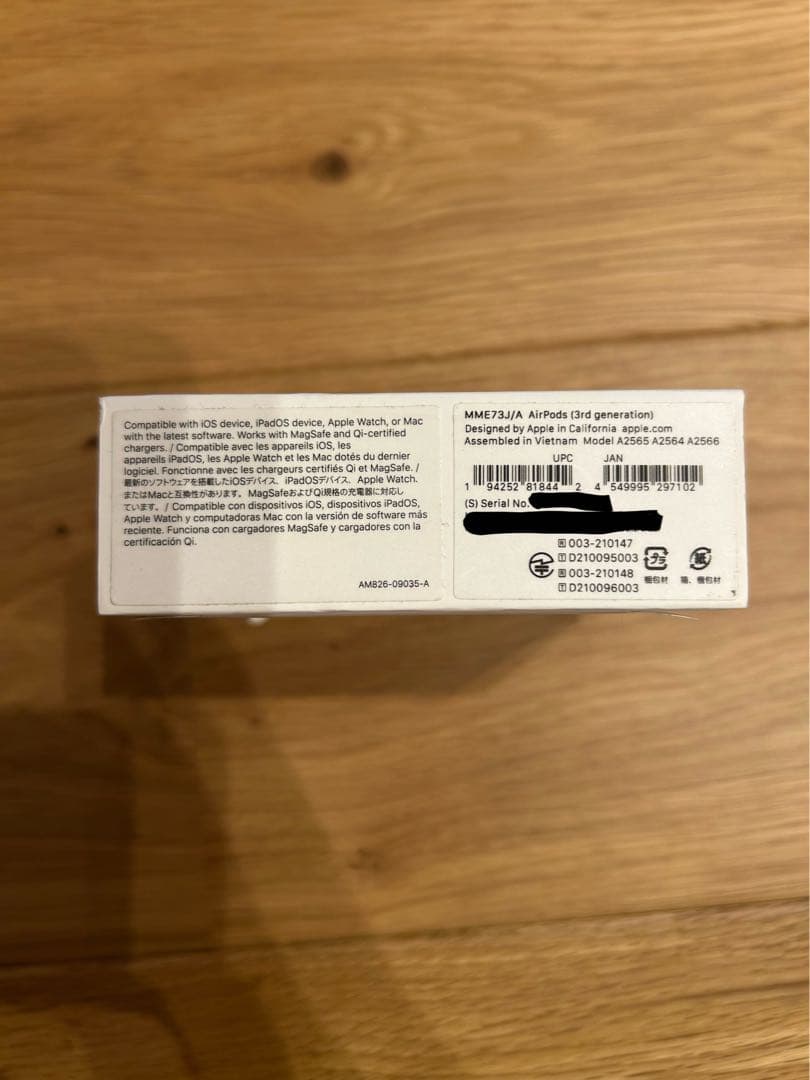 Compatible with iOS device, iPadOS device, Apple Watch, or Mac
with the latest software. Works with MagSafe and Qi-certified
chargers. / Compatible avec les appareils iOS, les
appareils iPadOS, les Apple Watch et les Mac dotés du dernier
logiciel. Fonctionne avec les chargeurs certifiés Qi et MagSafe. /
最新のソフトウェアを搭載したiOSデバイス、iPadOSデバイス、Apple Watch、
またはMacと互換性があります。MagSafeおよびQi規格の充電器に対応し
ています。/ Compatible con dispositivos iOS, dispositivos iPadOS,
Apple Watch y computadoras Mac con la versión de software más
reciente. Funciona con cargadores MagSafe y cargadores con la
certificación Qi.
AM826-09035-A
MME73J/A AirPods (3rd generation)
Designed by Apple in California apple.com
Assembled in Vietnam Model A2565 A2564 A2566
UPC JAN
1 94252 81844 2 4 549995 297102
(S) Serial No.
R 003-210147
T D210095003
R 003-210148
T D210096003
プラ
個包材
紙
箱、個包材